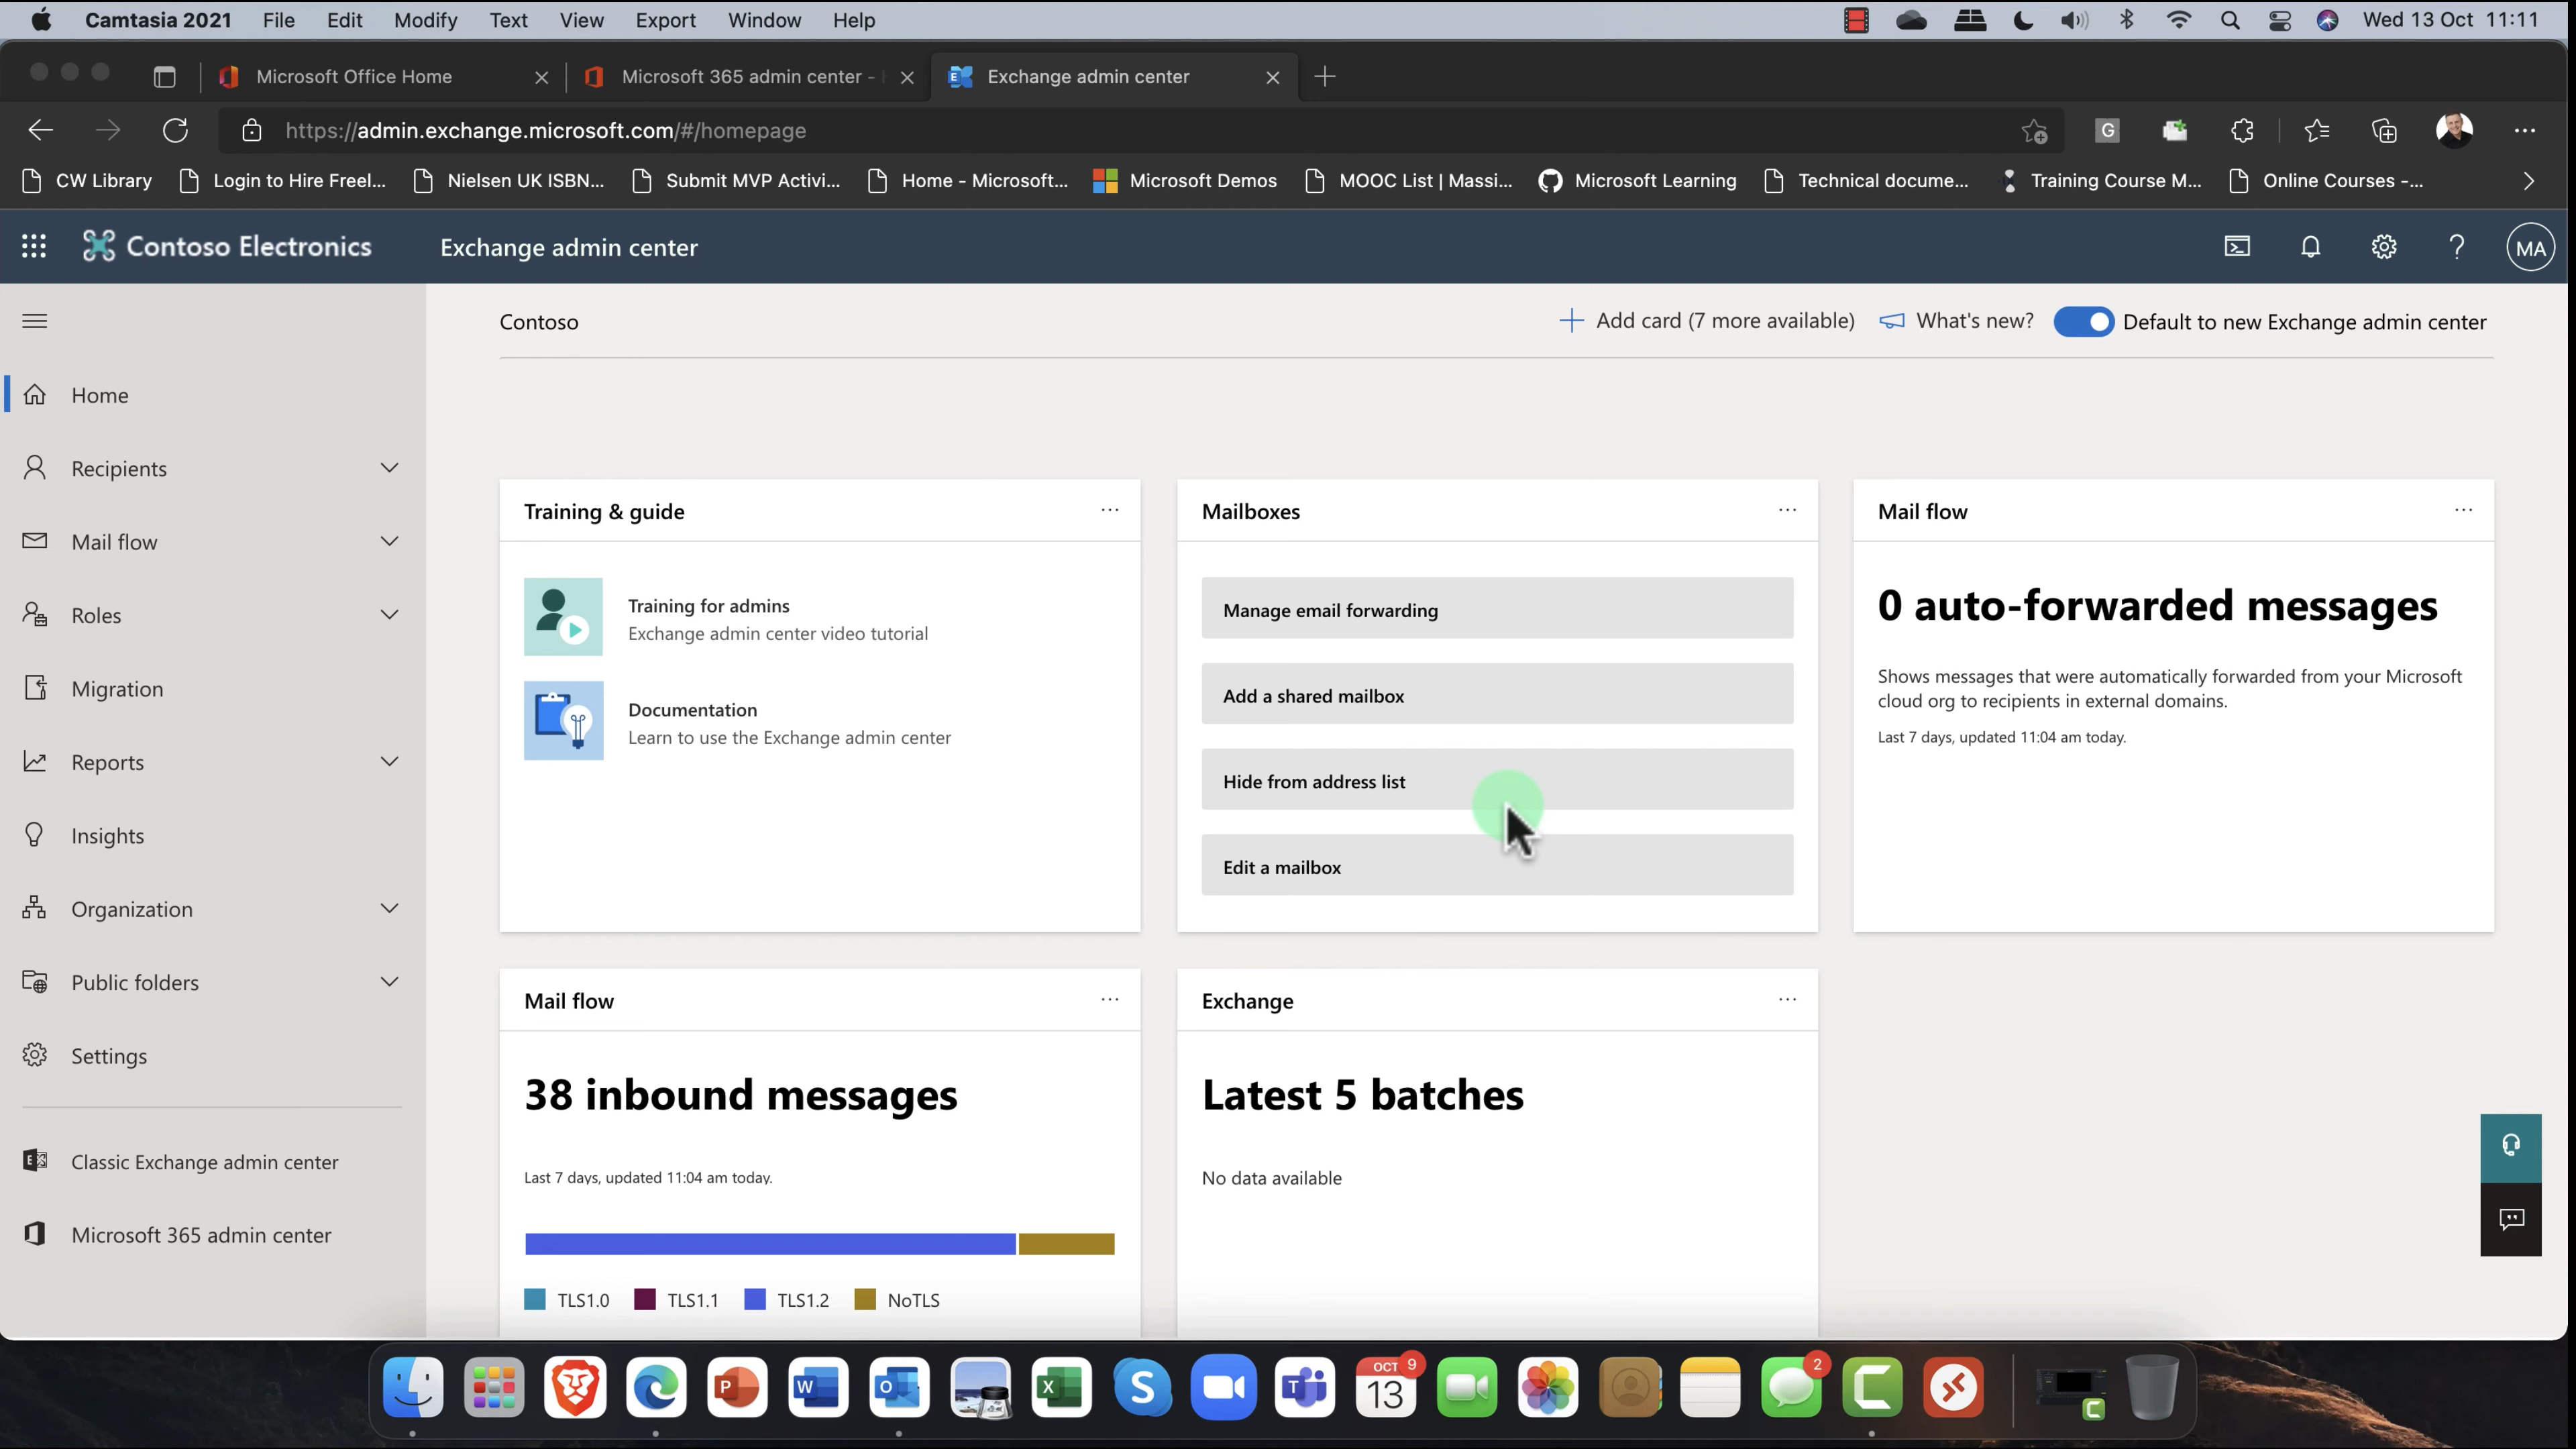 Camtasia 2021 File Edit Modify Text View Export Window Help Wed 13 Oct 11:11
Microsoft Office Home Microsoft 365 admin center - Exchange admin center
https://admin.exchange.microsoft.com/#/homepage G
CW Library Login to Hire Freel... Nielsen UK ISBN... Submit MVP Activi... Home - Microsoft... Microsoft Demos MOOC List | Massi... Microsoft Learning Technical docume... Training Course M... Online Courses -...
Contoso Electronics Exchange admin center MA
Contoso Add card (7 more available) What's new? Default to new Exchange admin center
Home
Recipients
Mail flow
Roles
Migration
Reports
Insights
Organization
Public folders
Settings
Classic Exchange admin center
Microsoft 365 admin center
Training & guide
Training for admins
Exchange admin center video tutorial
Documentation
Learn to use the Exchange admin center
Mailboxes
Manage email forwarding
Add a shared mailbox
Hide from address list
Edit a mailbox
Mail flow
0 auto-forwarded messages
Shows messages that were automatically forwarded from your Microsoft
cloud org to recipients in external domains.
Last 7 days, updated 11:04 am today.
Mail flow
38 inbound messages
Last 7 days, updated 11:04 am today.
TLS1.0 TLS1.1 TLS1.2 NoTLS
Exchange
Latest 5 batches
No data available
P W O X S T OCT 9 13 2 C